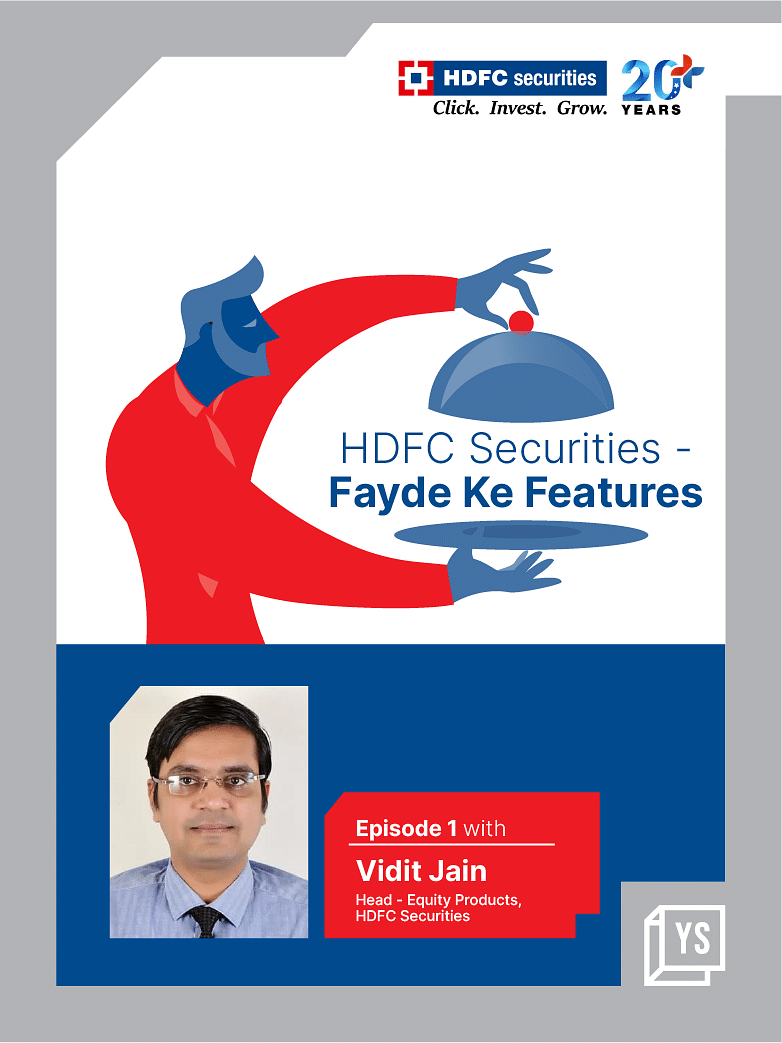 HDFC securities
Click. Invest. Grow.
20
YEARS
HDFC Securities -
Fayde Ke Features
Episode 1 with
Vidit Jain
Head - Equity Products,
HDFC Securities
YS